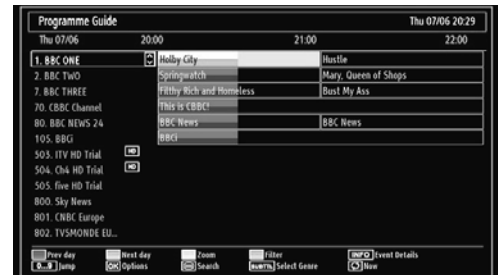 Programme Guide Thu 07/06 20:29
Thu 07/06 20:00 21:00 22:00
1. BBC ONE Holby City Hustle
2. BBC TWO Springwatch Mary, Queen of Shops
7. BBC THREE Filthy Rich and Homeless Bust My Ass
70. CBBC Channel This is CBBC!
80. BBC NEWS 24 BBC News BBC News
105. BBCi BBCi
503. ITV HD Trial HD
504. Ch4 HD Trial HD
505. five HD Trial
800. Sky News
801. CNBC Europe
802. TV5MONDE EU...
Prev day Next day Zoom Filter INFO Event Details
0...9 Jump OK Options Search SUBTTL Select Genre Now